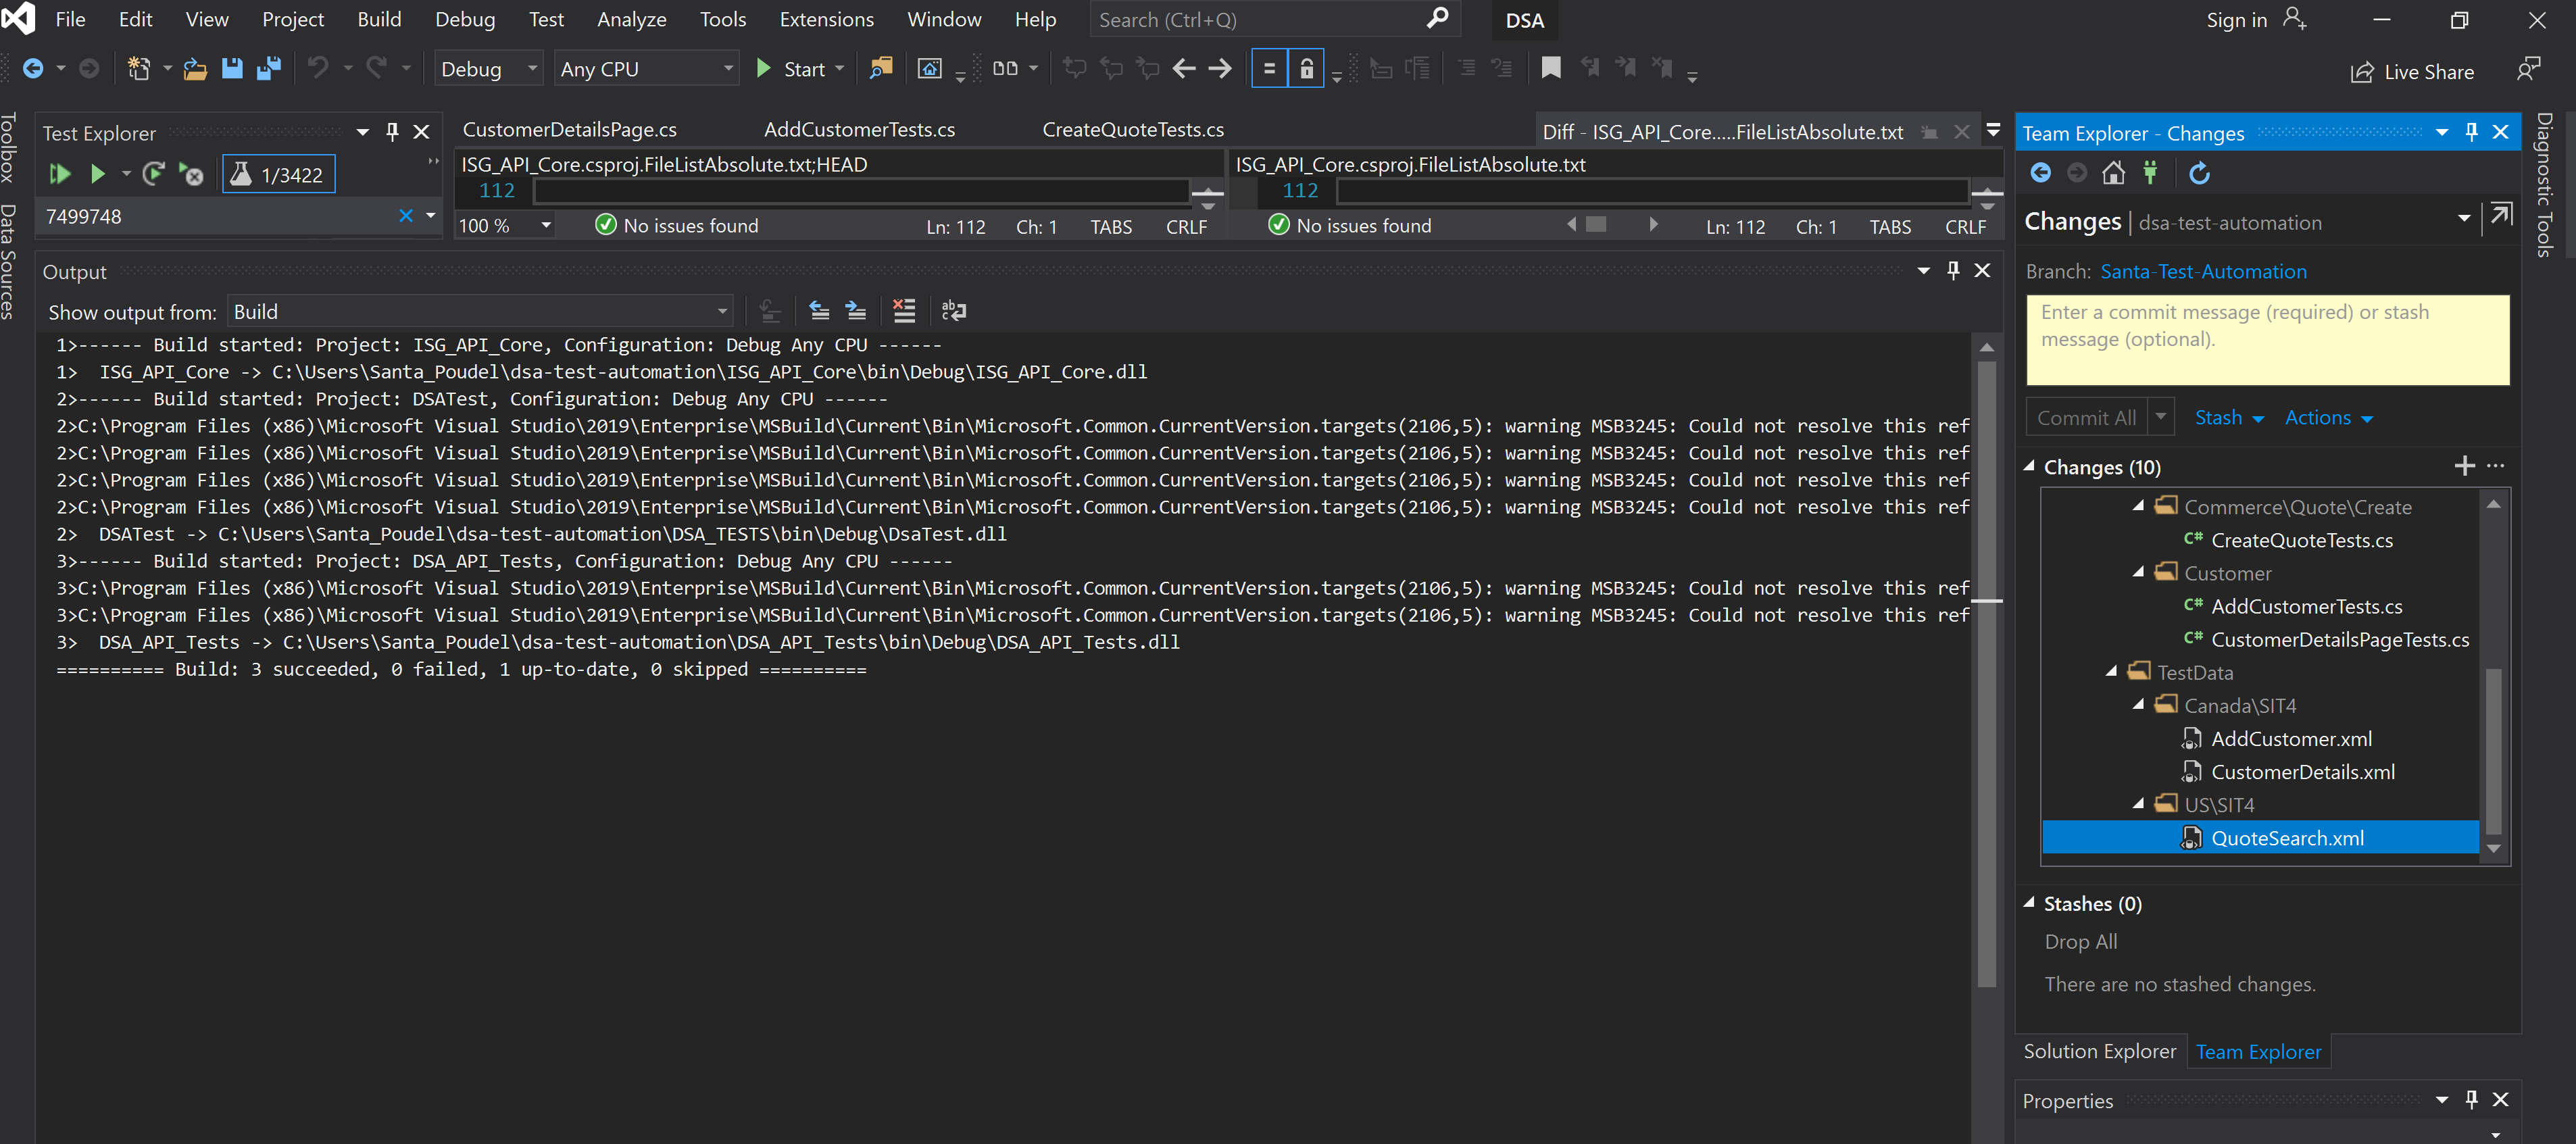 File Edit View Project Build Debug Test Analyze Tools Extensions Window Help Search (Ctrl+Q) DSA Sign in
Debug Any CPU Start Live Share
Toolbox
Data Sources
Test Explorer
1/3422
7499748
CustomerDetailsPage.cs AddCustomerTests.cs CreateQuoteTests.cs Diff - ISG_API_Core.....FileListAbsolute.txt
ISG_API_Core.csproj.FileListAbsolute.txt;HEAD ISG_API_Core.csproj.FileListAbsolute.txt
112 112
100 % No issues found Ln: 112 Ch: 1 TABS CRLF No issues found Ln: 112 Ch: 1 TABS CRLF
Output
Show output from: Build
1>------ Build started: Project: ISG_API_Core, Configuration: Debug Any CPU ------
1>  ISG_API_Core -> C:\Users\Santa_Poudel\dsa-test-automation\ISG_API_Core\bin\Debug\ISG_API_Core.dll
2>------ Build started: Project: DSATest, Configuration: Debug Any CPU ------
2>C:\Program Files (x86)\Microsoft Visual Studio\2019\Enterprise\MSBuild\Current\Bin\Microsoft.Common.CurrentVersion.targets(2106,5): warning MSB3245: Could not resolve this ref
2>C:\Program Files (x86)\Microsoft Visual Studio\2019\Enterprise\MSBuild\Current\Bin\Microsoft.Common.CurrentVersion.targets(2106,5): warning MSB3245: Could not resolve this ref
2>C:\Program Files (x86)\Microsoft Visual Studio\2019\Enterprise\MSBuild\Current\Bin\Microsoft.Common.CurrentVersion.targets(2106,5): warning MSB3245: Could not resolve this ref
2>C:\Program Files (x86)\Microsoft Visual Studio\2019\Enterprise\MSBuild\Current\Bin\Microsoft.Common.CurrentVersion.targets(2106,5): warning MSB3245: Could not resolve this ref
2>  DSATest -> C:\Users\Santa_Poudel\dsa-test-automation\DSA_TESTS\bin\Debug\DsaTest.dll
3>------ Build started: Project: DSA_API_Tests, Configuration: Debug Any CPU ------
3>C:\Program Files (x86)\Microsoft Visual Studio\2019\Enterprise\MSBuild\Current\Bin\Microsoft.Common.CurrentVersion.targets(2106,5): warning MSB3245: Could not resolve this ref
3>C:\Program Files (x86)\Microsoft Visual Studio\2019\Enterprise\MSBuild\Current\Bin\Microsoft.Common.CurrentVersion.targets(2106,5): warning MSB3245: Could not resolve this ref
3>  DSA_API_Tests -> C:\Users\Santa_Poudel\dsa-test-automation\DSA_API_Tests\bin\Debug\DSA_API_Tests.dll
========== Build: 3 succeeded, 0 failed, 1 up-to-date, 0 skipped ==========
Team Explorer - Changes
Changes | dsa-test-automation
Branch: Santa-Test-Automation
Enter a commit message (required) or stash
message (optional).
Commit All Stash Actions
Changes (10)
Commerce\Quote\Create
C# CreateQuoteTests.cs
Customer
C# AddCustomerTests.cs
C# CustomerDetailsPageTests.cs
TestData
Canada\SIT4
AddCustomer.xml
CustomerDetails.xml
US\SIT4
QuoteSearch.xml
Stashes (0)
Drop All
There are no stashed changes.
Solution Explorer Team Explorer
Properties
Diagnostic Tools